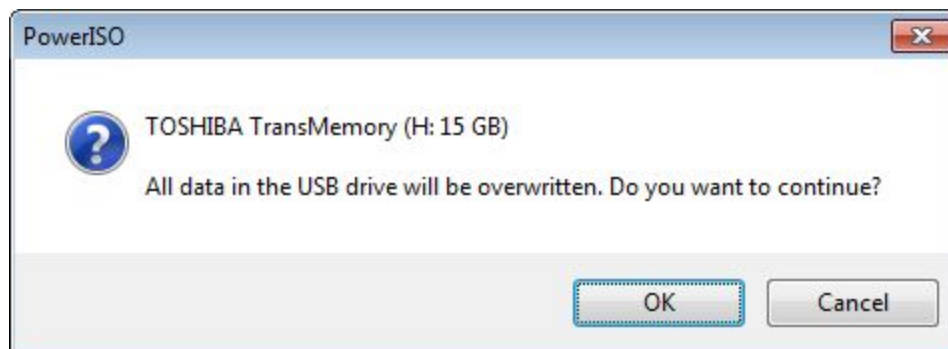 PowerISO
TOSHIBA TransMemory (H: 15 GB)
All data in the USB drive will be overwritten. Do you want to continue?
OK
Cancel